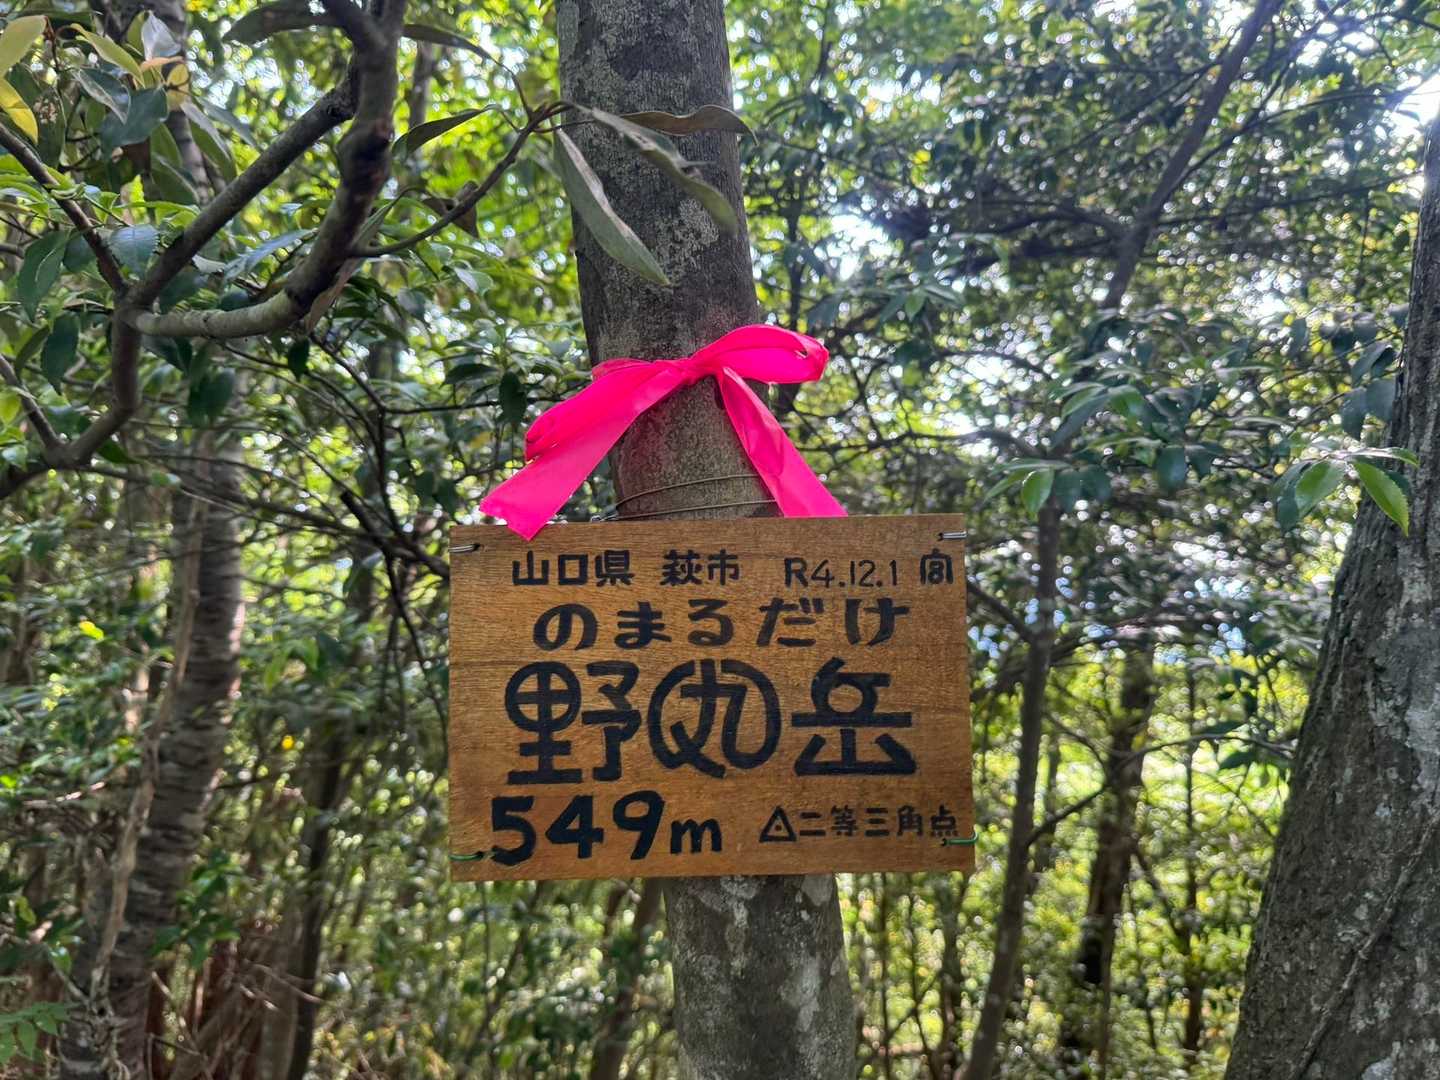 山口県 萩市 R4.12.1
のまるだけ
野丸岳
549m △二等三角点